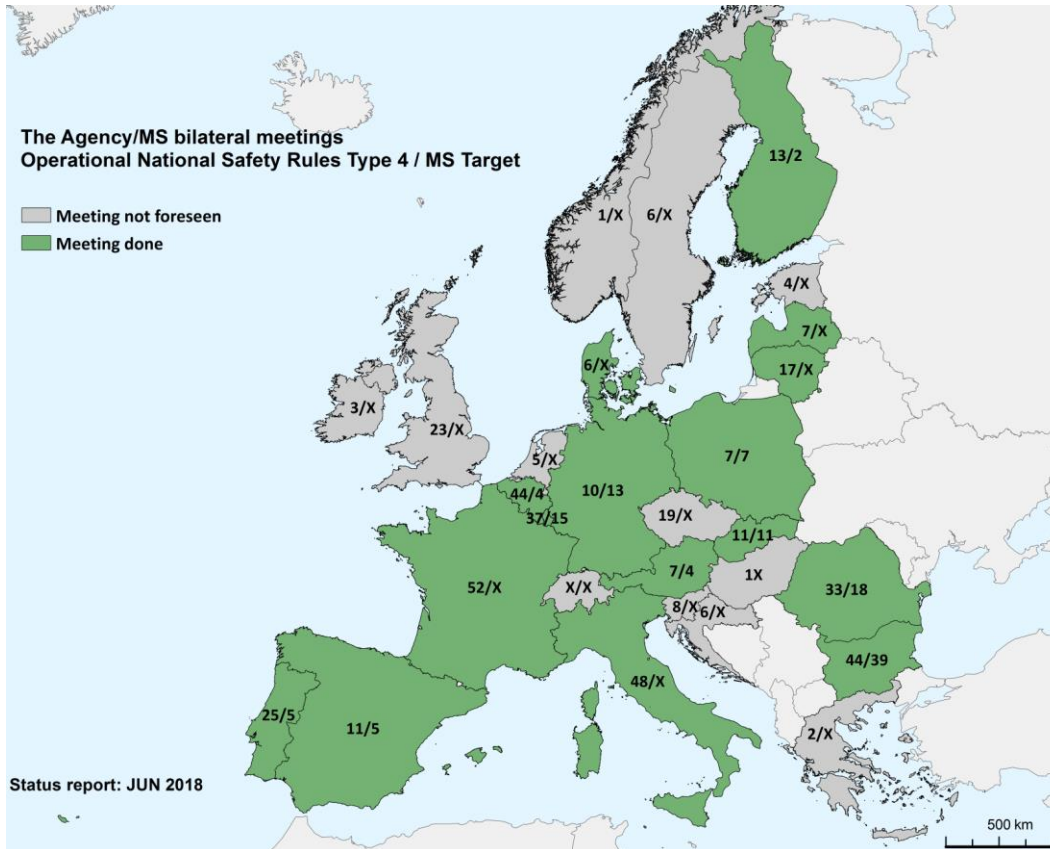 The Agency/MS bilateral meetings
Operational National Safety Rules Type 4 / MS Target
Meeting not foreseen
Meeting done
13/2
1/X
6/X
4/X
7/X
17/X
6/X
3/X
23/X
5/X
7/7
44/4
10/13
37/15
19/X
11/11
7/4
1X
52/X
X/X
33/18
8/X
6/X
44/39
48/X
25/5
11/5
2/X
Status report: JUN 2018
500 km